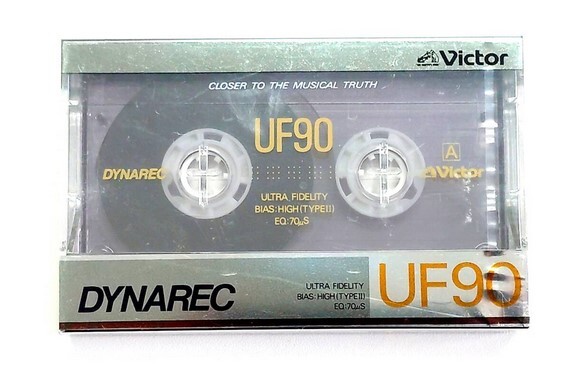 Victor
CLOSER TO THE MUSICAL TRUTH
UF90
A
DYNAREC
Victor
ULTRA FIDELITY
BIAS:HIGH(TYPEII)
EQ:70μS
DYNAREC
ULTRA FIDELITY
BIAS:HIGH(TYPEII)
EQ:70μS
UF90